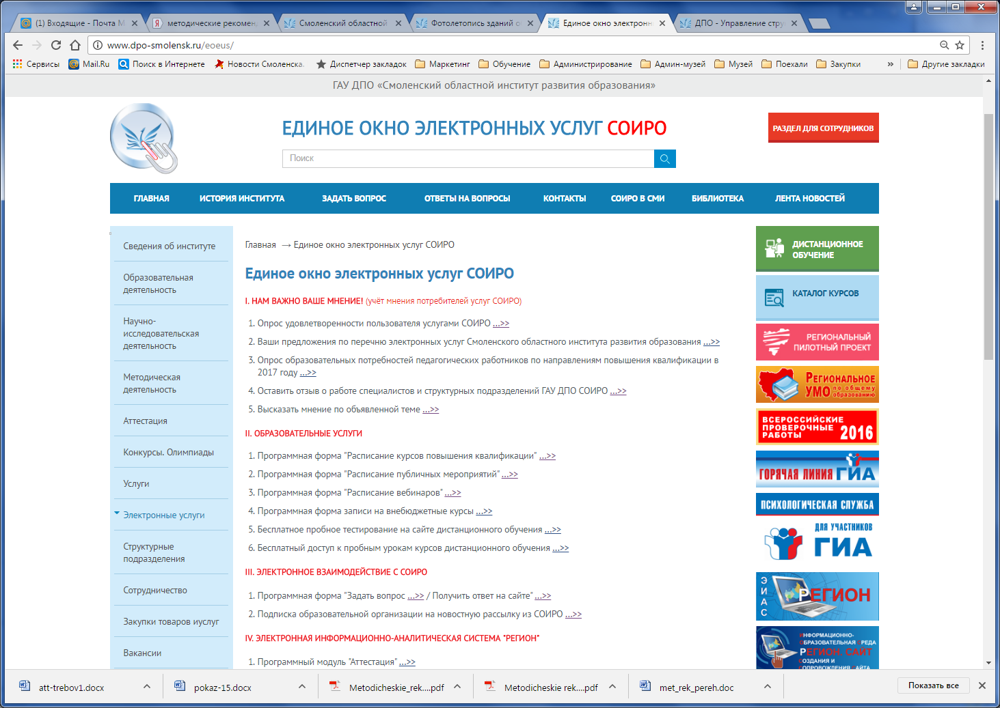 (1) Входящие - Почта M
методические рекомен
Смоленский областной
Фотолетопись зданий о
Единое окно электронн
ДПО - Управление стру
www.dpo-smolensk.ru/eoeus/
Сервисы
Mail.Ru
Поиск в Интернете
Новости Смоленска.
Диспетчер закладок
Маркетинг
Обучение
Администрирование
Админ-музей
Музей
Поехали
Закупки
»
Другие закладки
ГАУ ДПО «Смоленский областной институт развития образования»
ЕДИНОЕ ОКНО ЭЛЕКТРОННЫХ УСЛУГ СОИРО
Поиск
РАЗДЕЛ ДЛЯ СОТРУДНИКОВ
ГЛАВНАЯ
ИСТОРИЯ ИНСТИТУТА
ЗАДАТЬ ВОПРОС
ОТВЕТЫ НА ВОПРОСЫ
КОНТАКТЫ
СОИРО В СМИ
БИБЛИОТЕКА
ЛЕНТА НОВОСТЕЙ
Сведения об институте
Образовательная
деятельность
Научно-
исследовательская
деятельность
Методическая
деятельность
Аттестация
Конкурсы. Олимпиады
Услуги
Электронные услуги
Структурные
подразделения
Сотрудничество
Закупки товаров иуслуг
Вакансии
Главная → Единое окно электронных услуг СОИРО
Единое окно электронных услуг СОИРО
I. НАМ ВАЖНО ВАШЕ МНЕНИЕ! (учёт мнения потребителей услуг СОИРО)
1. Опрос удовлетворенности пользователя услугами СОИРО ...>>
2. Ваши предложения по перечню электронных услуг Смоленского областного института развития образования ...>>
3. Опрос образовательных потребностей педагогических работников по направлениям повышения квалификации в
2017 году ...>>
4. Оставить отзыв о работе специалистов и структурных подразделений ГАУ ДПО СОИРО ...>>
5. Высказать мнение по объявленной теме ...>>
II. ОБРАЗОВАТЕЛЬНЫЕ УСЛУГИ
1. Программная форма "Расписание курсов повышения квалификации" ...>>
2. Программная форма "Расписание публичных мероприятий" ...>>
3. Программная форма "Расписание вебинаров" ...>>
4. Программная форма записи на внебюджетные курсы ...>>
5. Бесплатное пробное тестирование на сайте дистанционного обучения ...>>
6. Бесплатный доступ к пробным урокам курсов дистанционного обучения ...>>
III. ЭЛЕКТРОННОЕ ВЗАИМОДЕЙСТВИЕ С СОИРО
1. Программная форма "Задать вопрос ...>> / Получить ответ на сайте" ...>>
2. Подписка образовательной организации на новостную рассылку из СОИРО ...>>
IV. ЭЛЕКТРОННАЯ ИНФОРМАЦИОННО-АНАЛИТИЧЕСКАЯ СИСТЕМА "РЕГИОН"
1. Программный модуль "Аттестация" ...>>
ДИСТАНЦИОННОЕ
ОБУЧЕНИЕ
КАТАЛОГ КУРСОВ
РЕГИОНАЛЬНЫЙ
ПИЛОТНЫЙ ПРОЕКТ
РЕГИОНАЛЬНОЕ
УМО по общему
образованию
ВСЕРОССИЙСКИЕ
ПРОВЕРОЧНЫЕ
РАБОТЫ 2016
ГОРЯЧАЯ ЛИНИЯ ГИА
ПСИХОЛОГИЧЕСКАЯ СЛУЖБА
ДЛЯ УЧАСТНИКОВ
ГИА
ЭИАС
РЕГИОН
ИНФОРМАЦИОННО-
ОБРАЗОВАТЕЛЬНАЯ СРЕДА
РЕГИОН. САЙТ
СОЗДАНИЯ И
СОПРОВОЖДЕНИЯ САЙТА
att-trebov1.docx
pokaz-15.docx
Metodicheskie_rek....pdf
Metodicheskie rek....pdf
met_rek_pereh.doc
Показать все